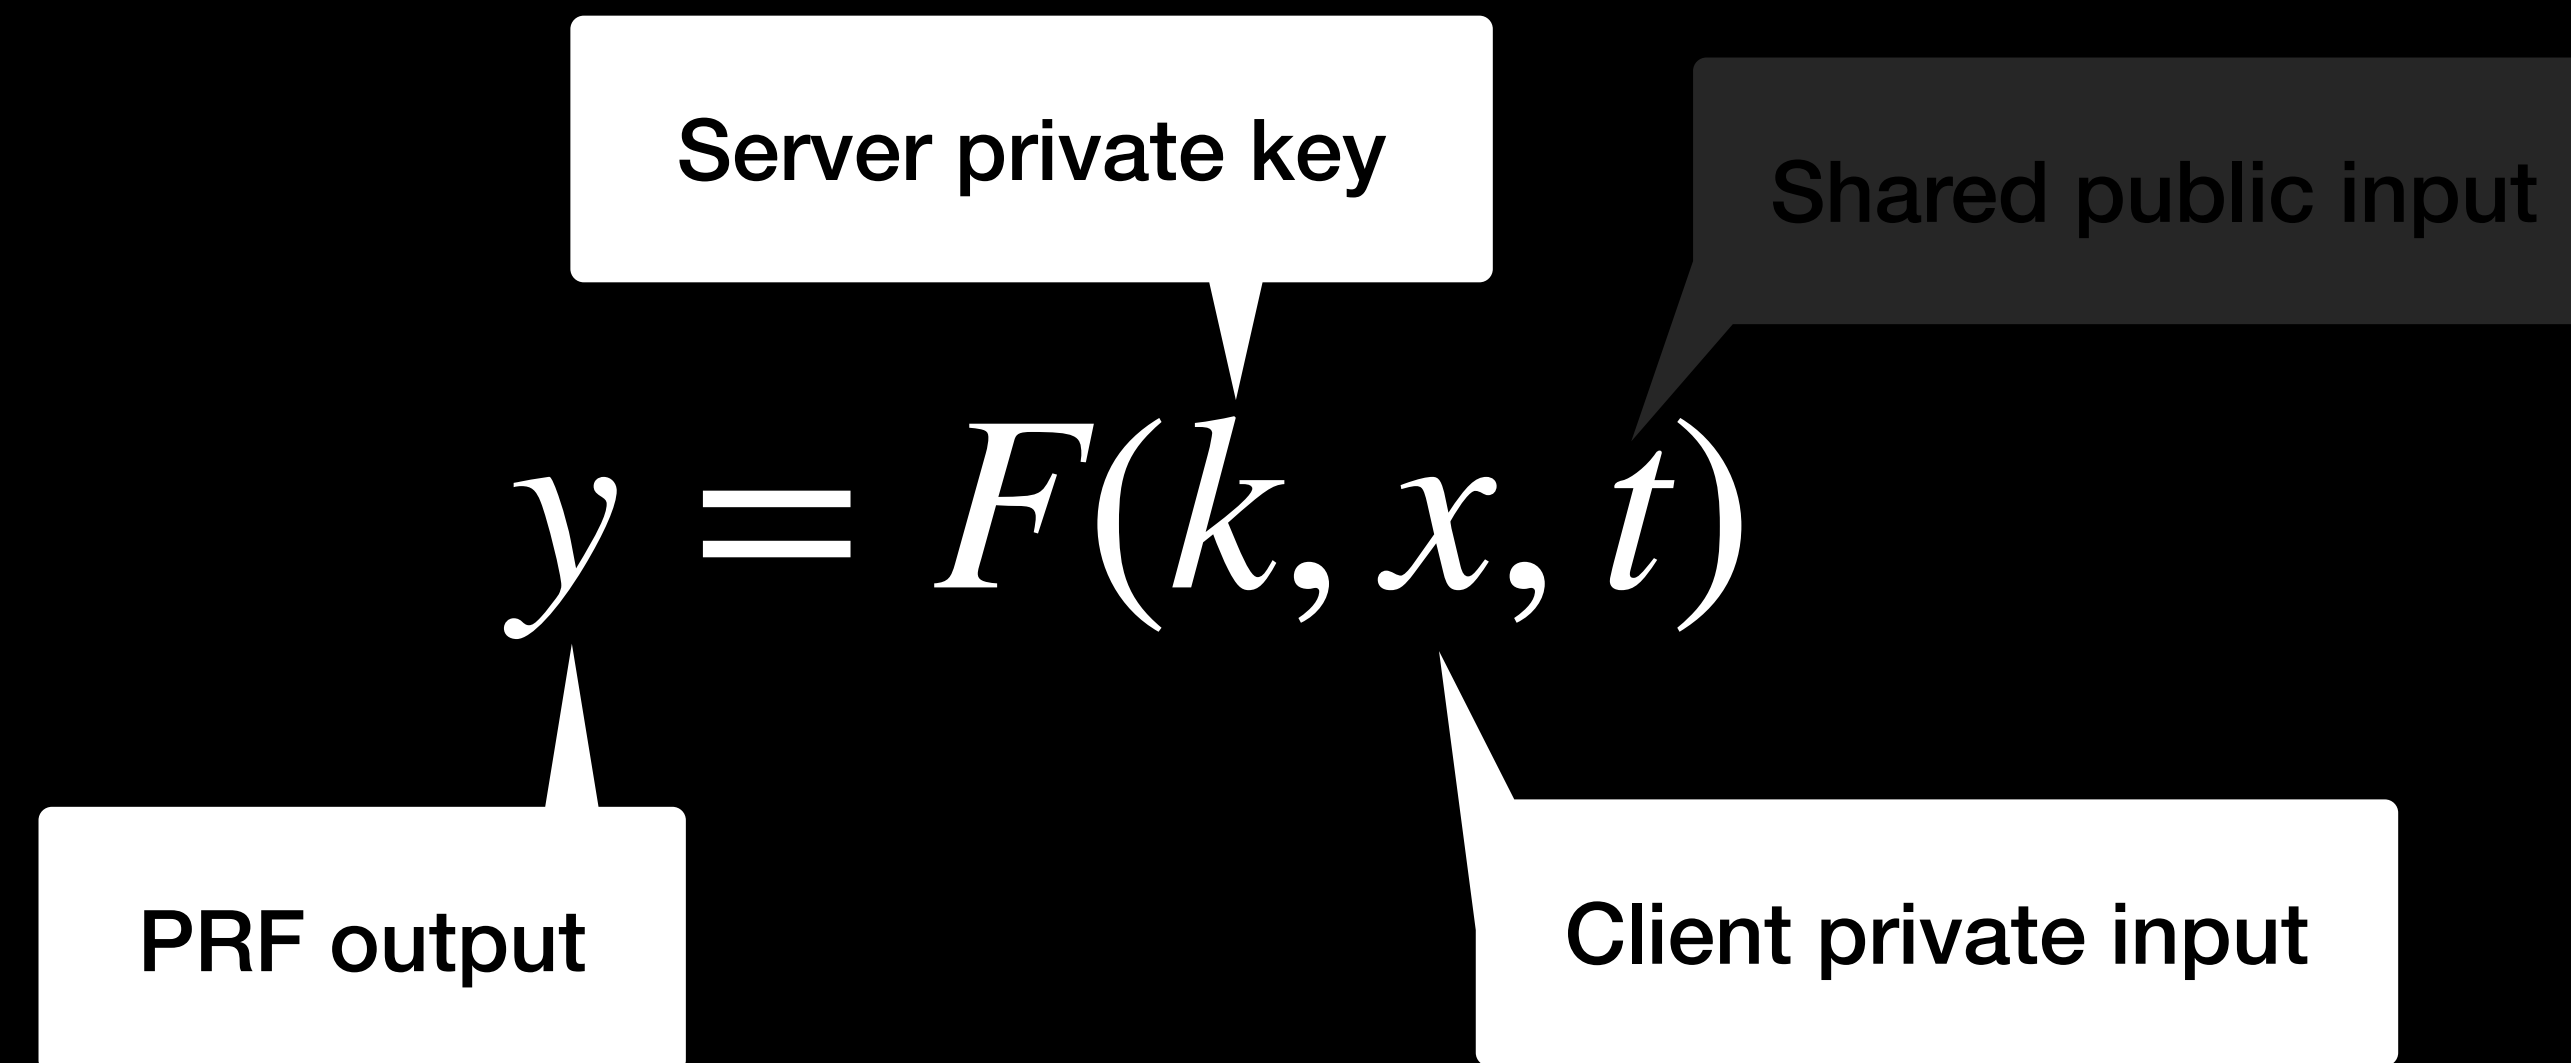 Server private key
Shared public input
y = F(k, x, t)
PRF output
Client private input